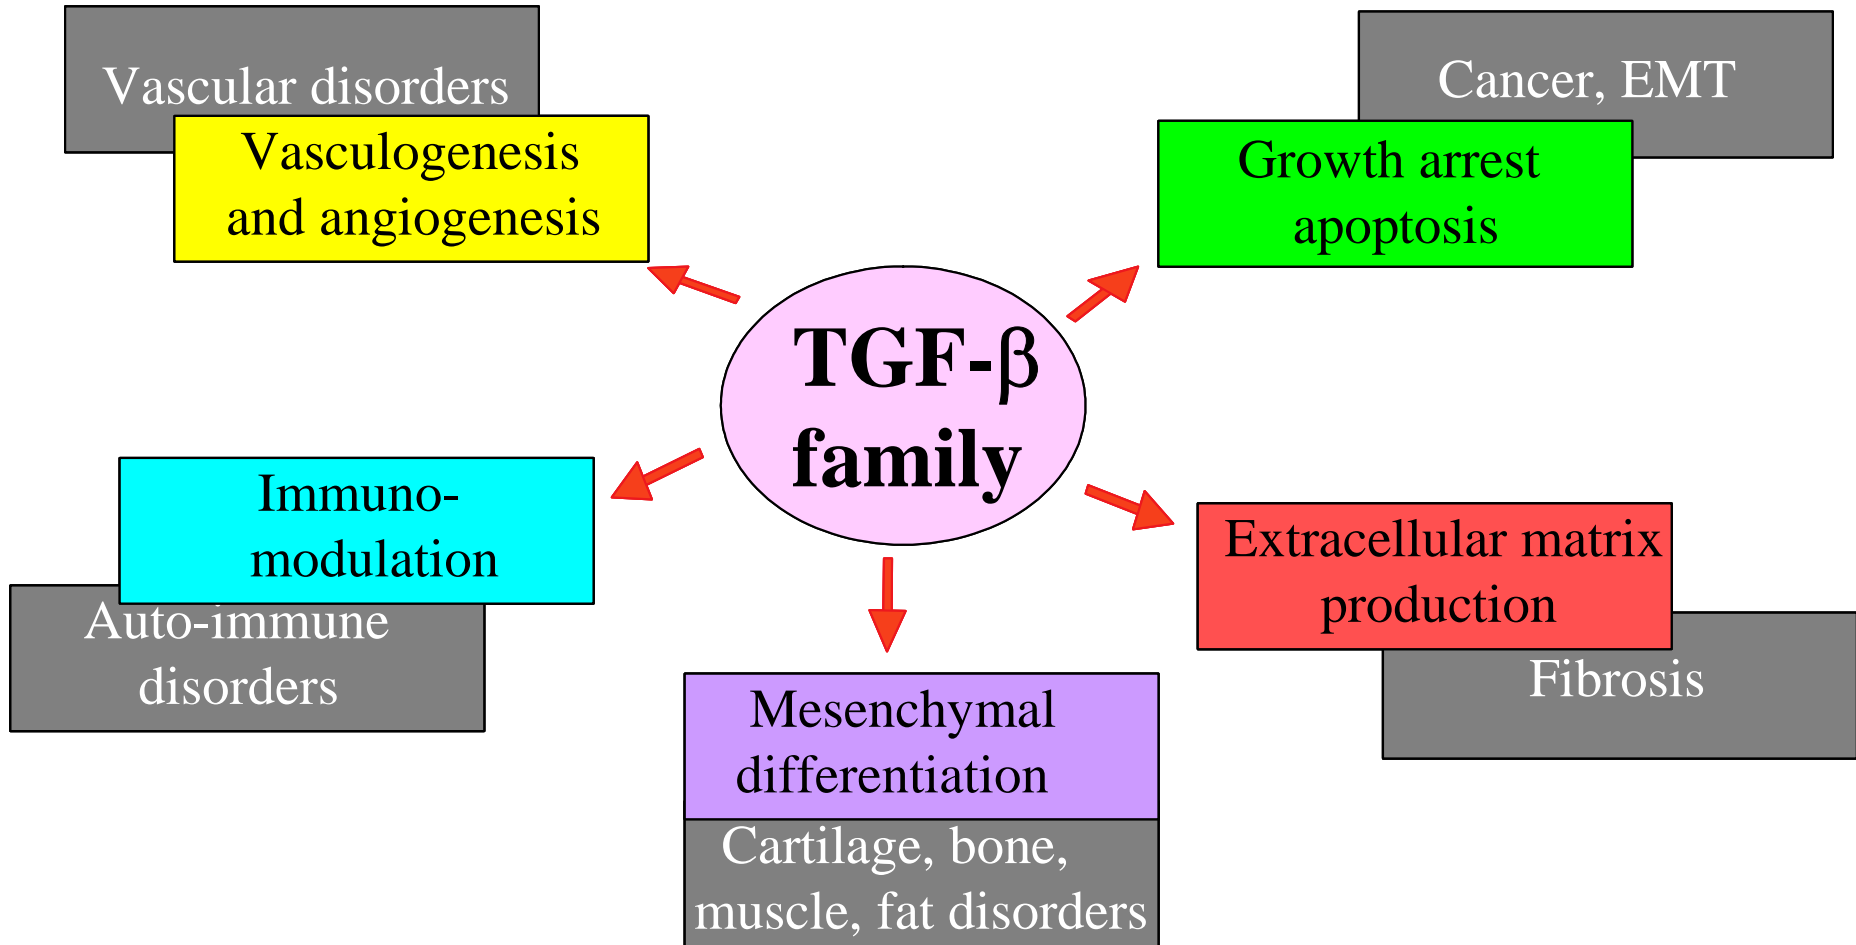 Vascular disorders
Vasculogenesis
and angiogenesis
Cancer, EMT
Growth arrest
apoptosis
TGF-β
family
Immuno-
modulation
Auto-immune
disorders
Extracellular matrix
production
Fibrosis
Mesenchymal
differentiation
Cartilage, bone,
muscle, fat disorders